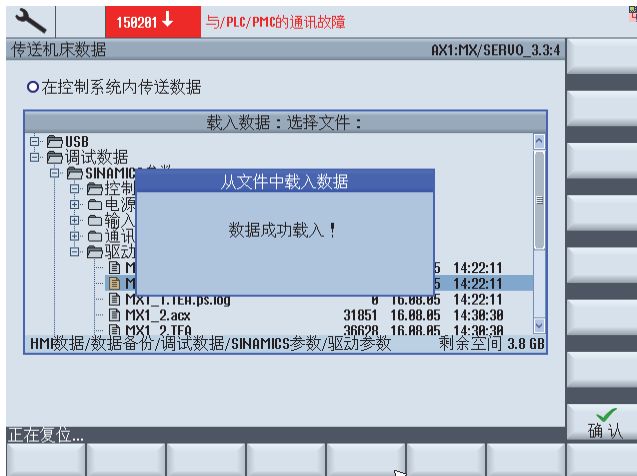 150201 与/PLC/PMC的通讯故障
传送机床数据 AX1:MX/SERVO_3.3:4
在控制系统内传送数据
载入数据：选择文件：
USB
调试数据
SINAMICS
从文件中载入数据
控制
电源
数据成功载入！
输入
通讯
驱动
M 5 14:22:11
M 5 14:22:11
MX1_1.TEA.ps.log 0 16.08.05 14:22:11
MX1_2.acx 31851 16.08.05 14:30:30
MX1_2.TEA 36628 16.08.05 14:30:30
HMI数据/数据备份/调试数据/SINAMICS参数/驱动参数 剩余空间 3.8 GB
确认
正在复位...